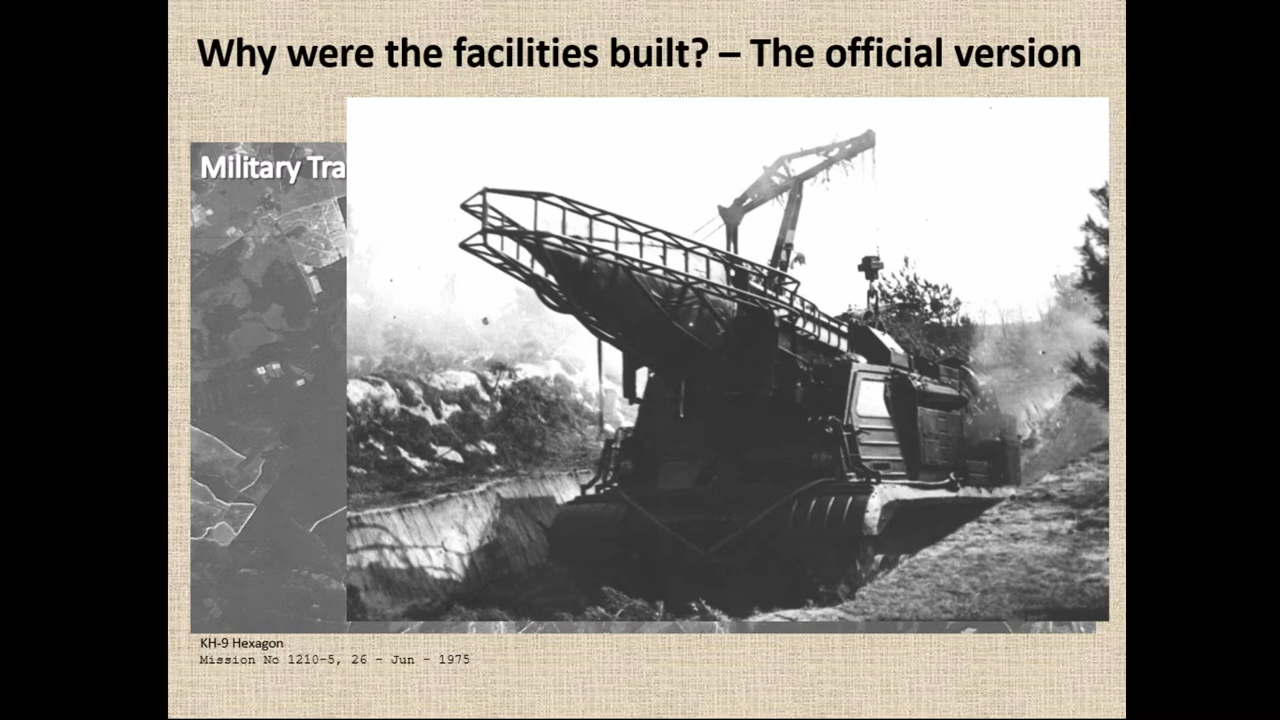 Why were the facilities built? – The official version
Military Tra
KH-9 Hexagon
Mission No 1210-5, 26 - Jun - 1975